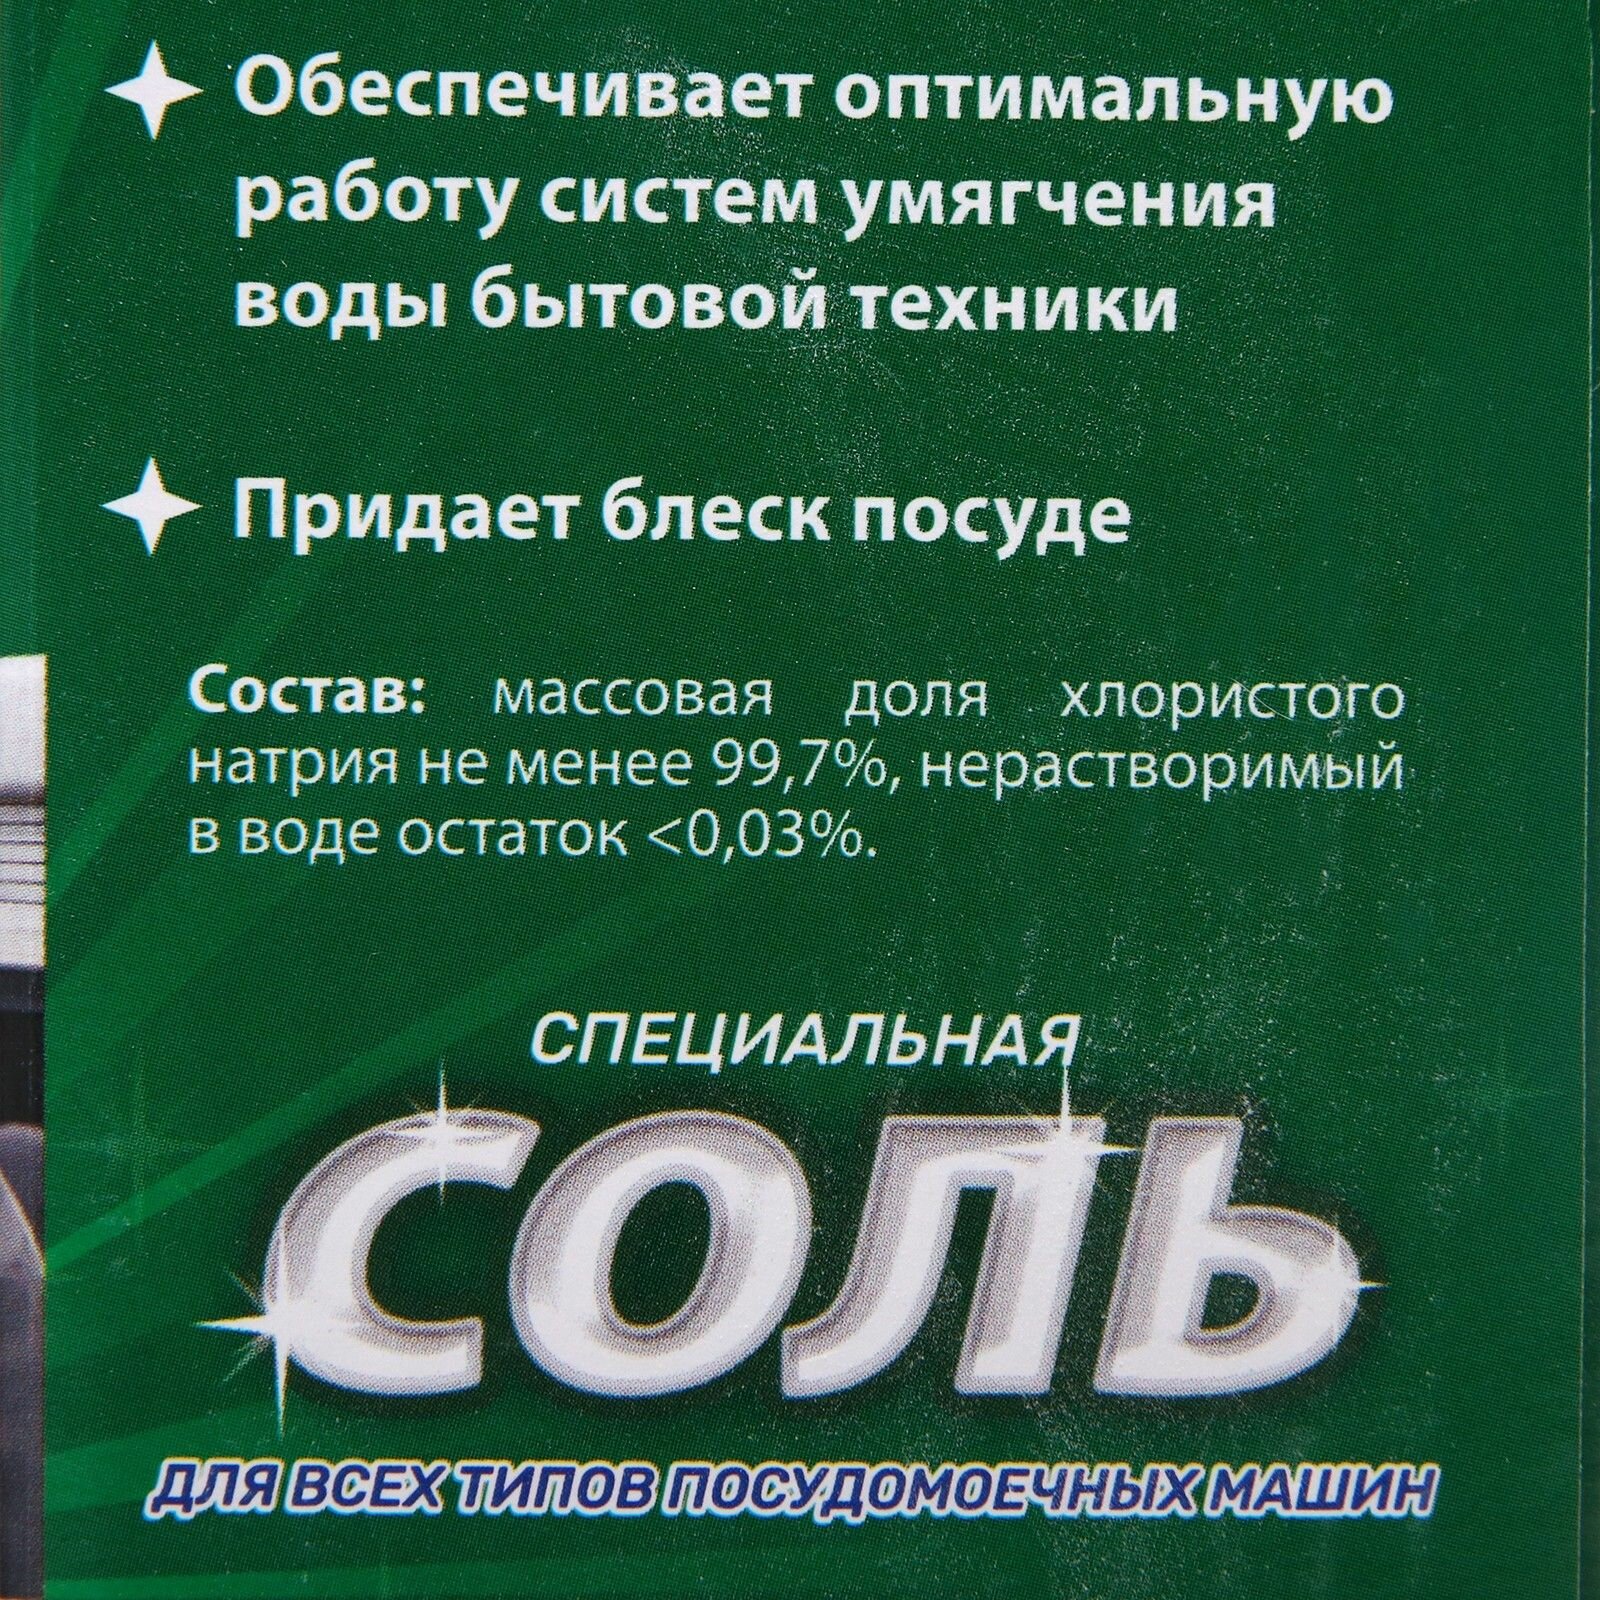 Обеспечивает оптимальную
работу систем умягчения
воды бытовой техники
Придает блеск посуде
Состав: массовая доля хлористого
натрия не менее 99,7%, нерастворимый
в воде остаток <0,03%.
СПЕЦИАЛЬНАЯ
СОЛЬ
ДЛЯ ВСЕХ ТИПОВ ПОСУДОМОЕЧНЫХ МАШИН